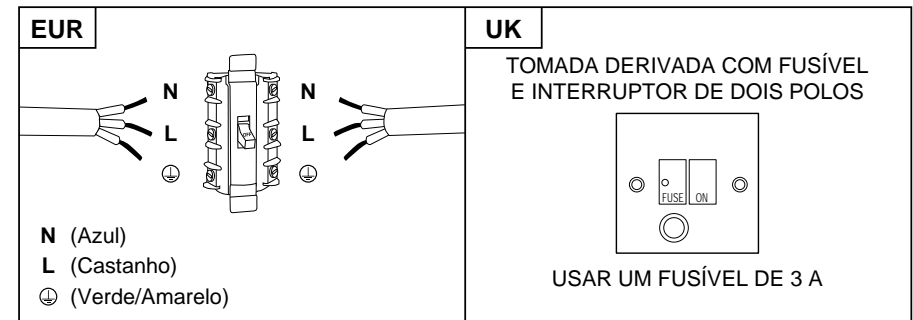 EUR
N
N
L
L
ON
N (Azul)
L (Castanho)
(Verde/Amarelo)
UK
TOMADA DERIVADA COM FUSÍVEL
E INTERRUPTOR DE DOIS POLOS
FUSE ON
USAR UM FUSÍVEL DE 3 A